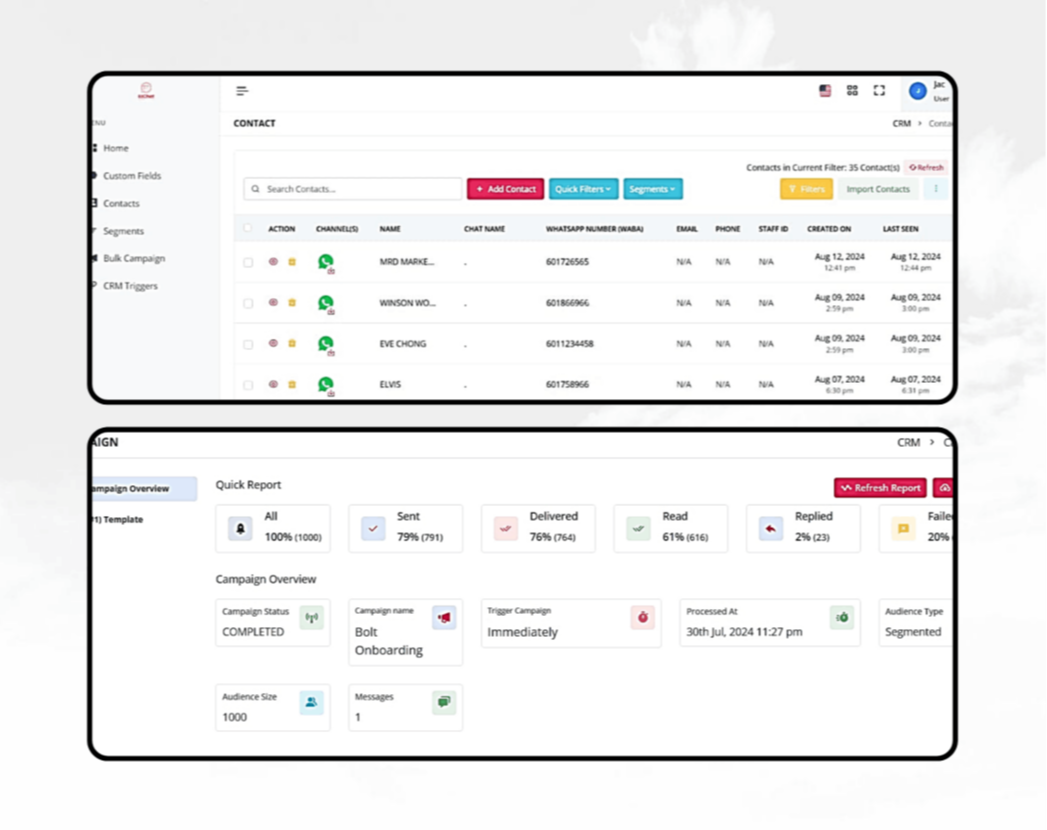 Jac
User
CONTACT
CRM > Conta
Home
Custom Fields
Contacts
Segments
Bulk Campaign
CRM Triggers
Contacts in Current Filter: 35 Contact(s) Refresh
Search Contacts...
+ Add Contact
Quick Filters
Segments
Filters
Import Contacts
ACTION CHANNEL(S) NAME CHAT NAME WHATSAPP NUMBER (WABA) EMAIL PHONE STAFF ID CREATED ON LAST SEEN
MRD MARKE... - 601726565 N/A N/A N/A Aug 12, 2024 Aug 12, 2024
12:41 pm 12:44 pm
WINSON WO... - 601866966 N/A N/A N/A Aug 09, 2024 Aug 09, 2024
2:59 pm 3:00 pm
EVE CHONG - 6011234458 N/A N/A N/A Aug 09, 2024 Aug 09, 2024
2:59 pm 3:00 pm
ELVIS - 601758966 N/A N/A N/A Aug 07, 2024 Aug 07, 2024
6:30 pm 6:31 pm
AIGN
CRM > C
ampaign Overview
1) Template
Quick Report
Refresh Report
All
100% (1000)
Sent
79% (791)
Delivered
76% (764)
Read
61% (616)
Replied
2% (23)
Failed
20%
Campaign Overview
Campaign Status
COMPLETED
Campaign name
Bolt
Onboarding
Trigger Campaign
Immediately
Processed At
30th Jul, 2024 11:27 pm
Audience Type
Segmented
Audience Size
1000
Messages
1